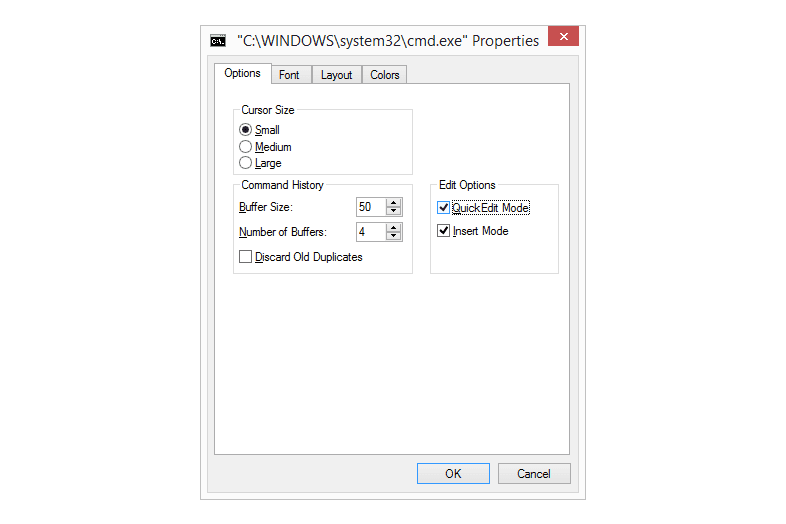 "C:\WINDOWS\system32\cmd.exe" Properties
Options Font Layout Colors
Cursor Size
Small
Medium
Large
Command History
Buffer Size: 50
Number of Buffers: 4
Discard Old Duplicates
Edit Options
QuickEdit Mode
Insert Mode
OK Cancel